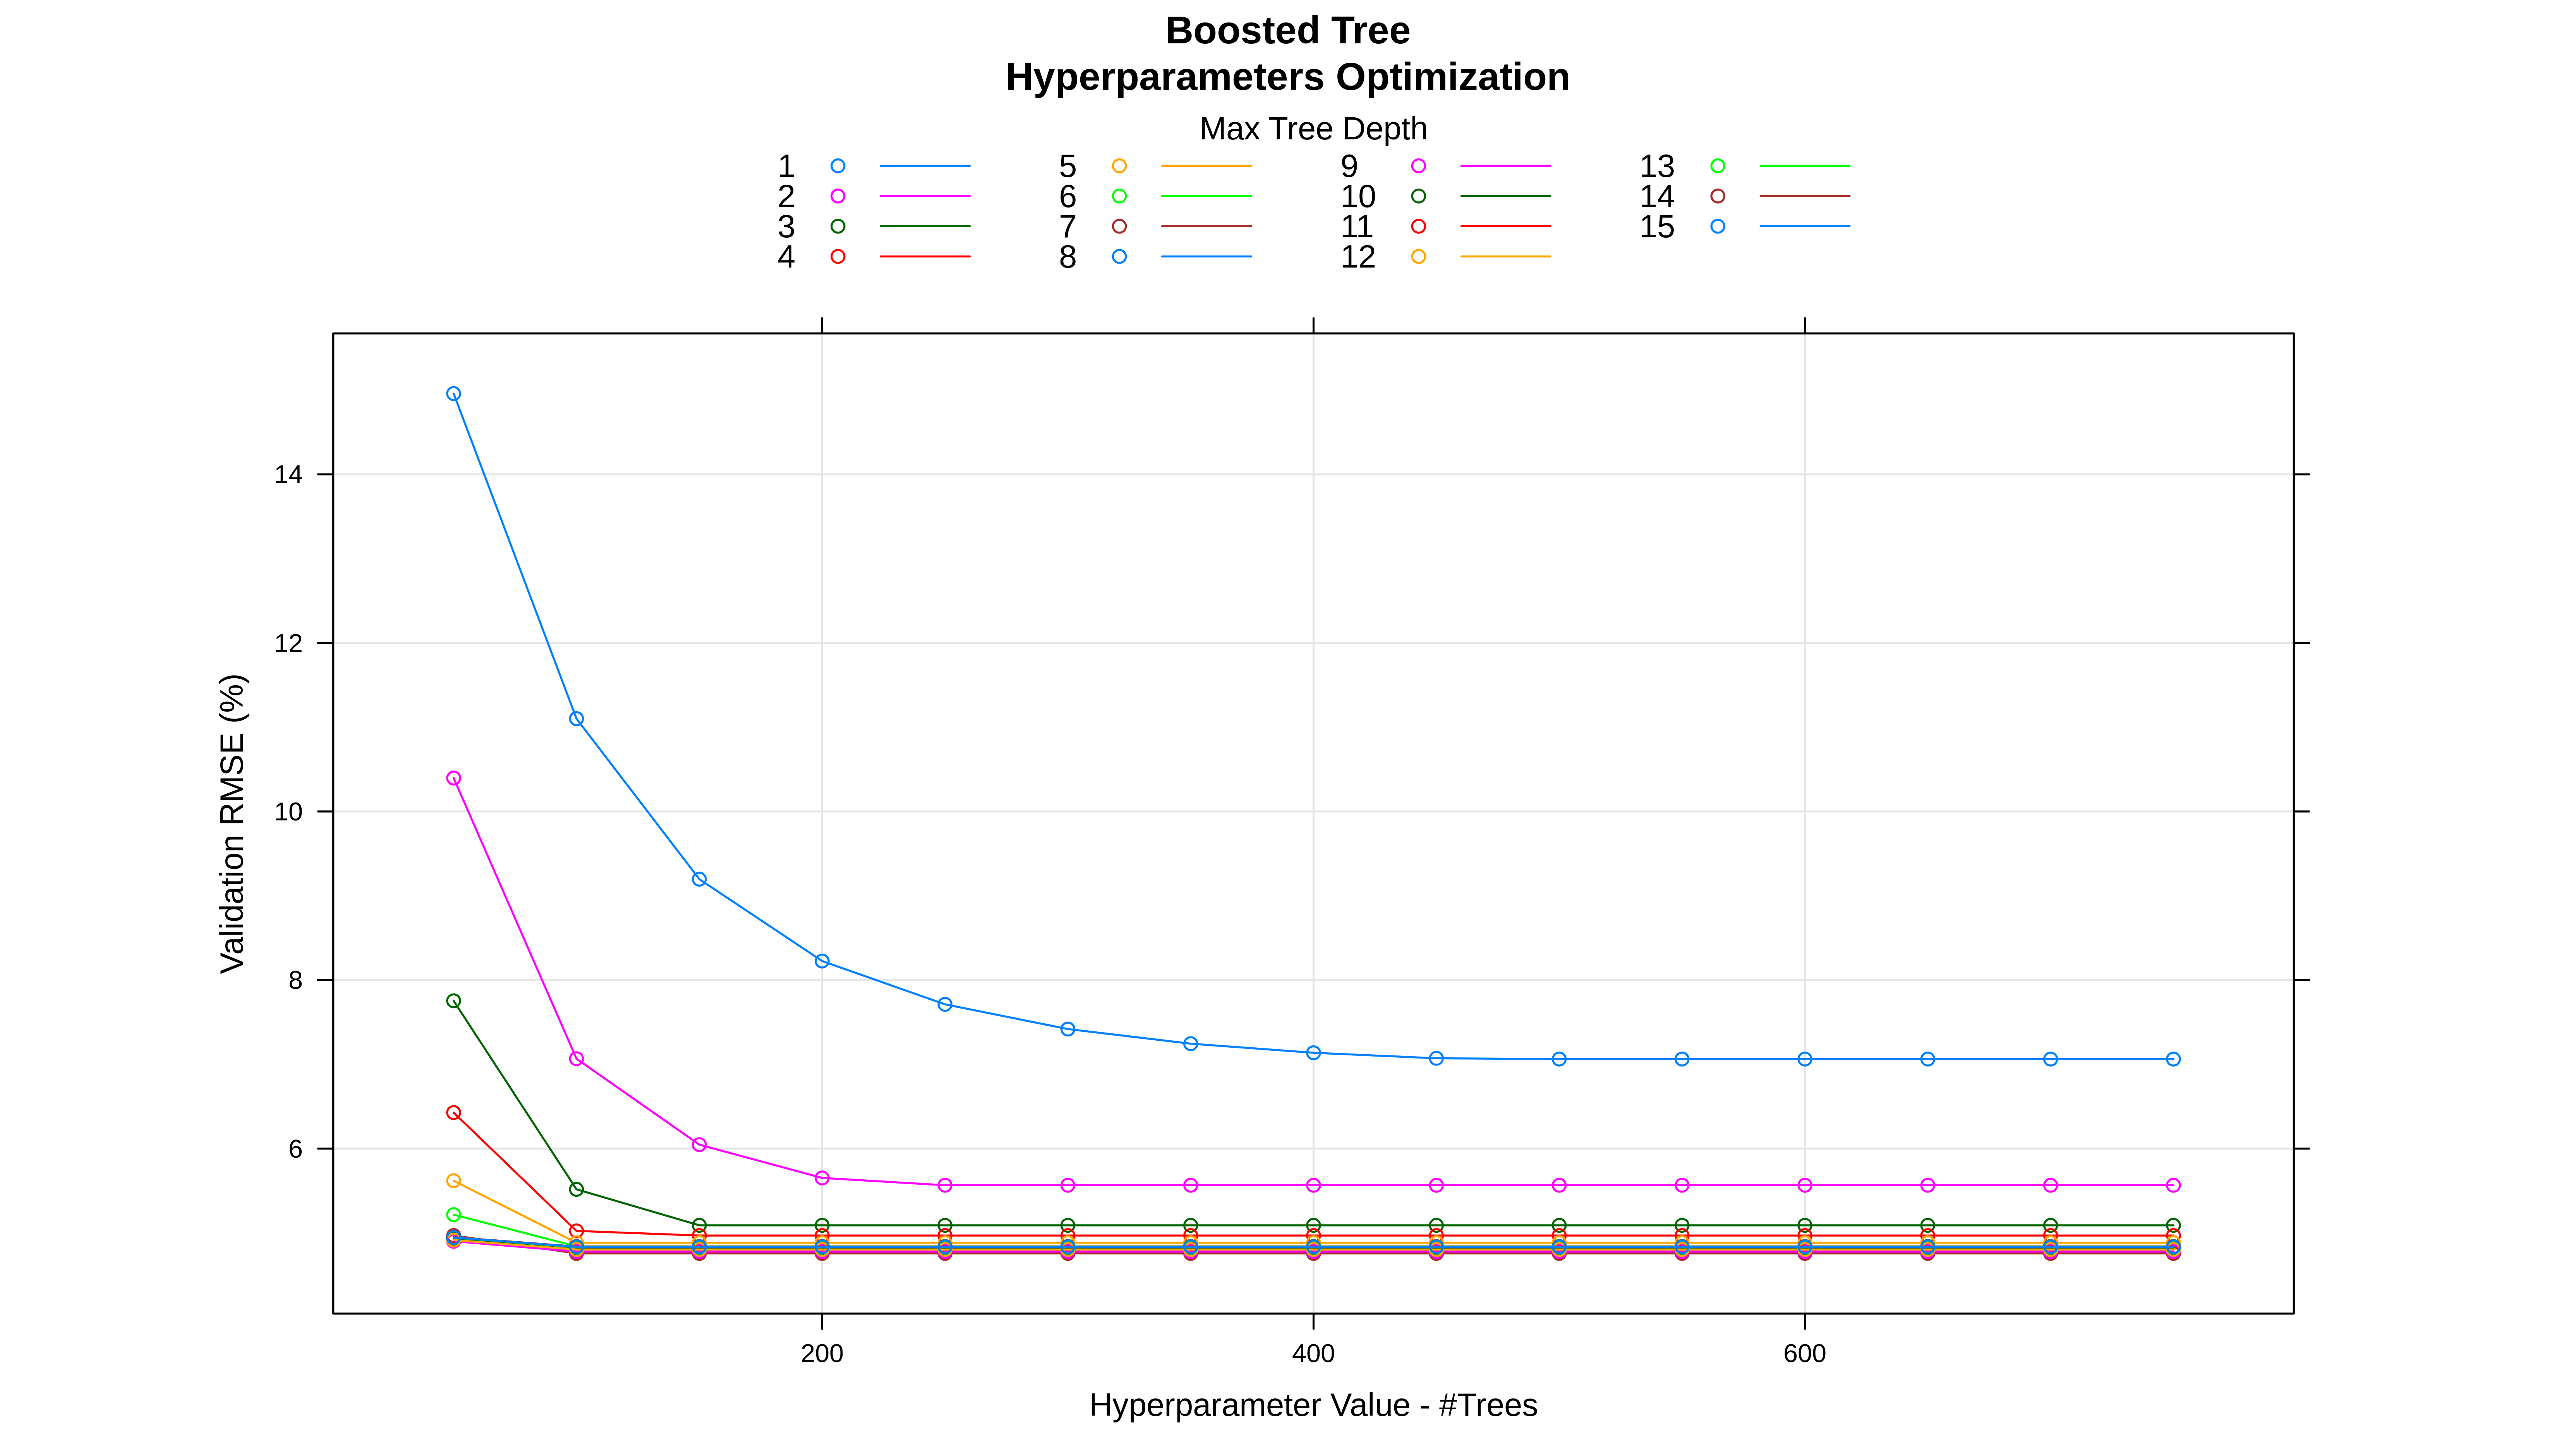 Boosted Tree
Hyperparameters Optimization
Max Tree Depth
1 5 9 13
2 6 10 14
3 7 11 15
4 8 12
14
12
10
8
6
Validation RMSE (%)
200 400 600
Hyperparameter Value - #Trees